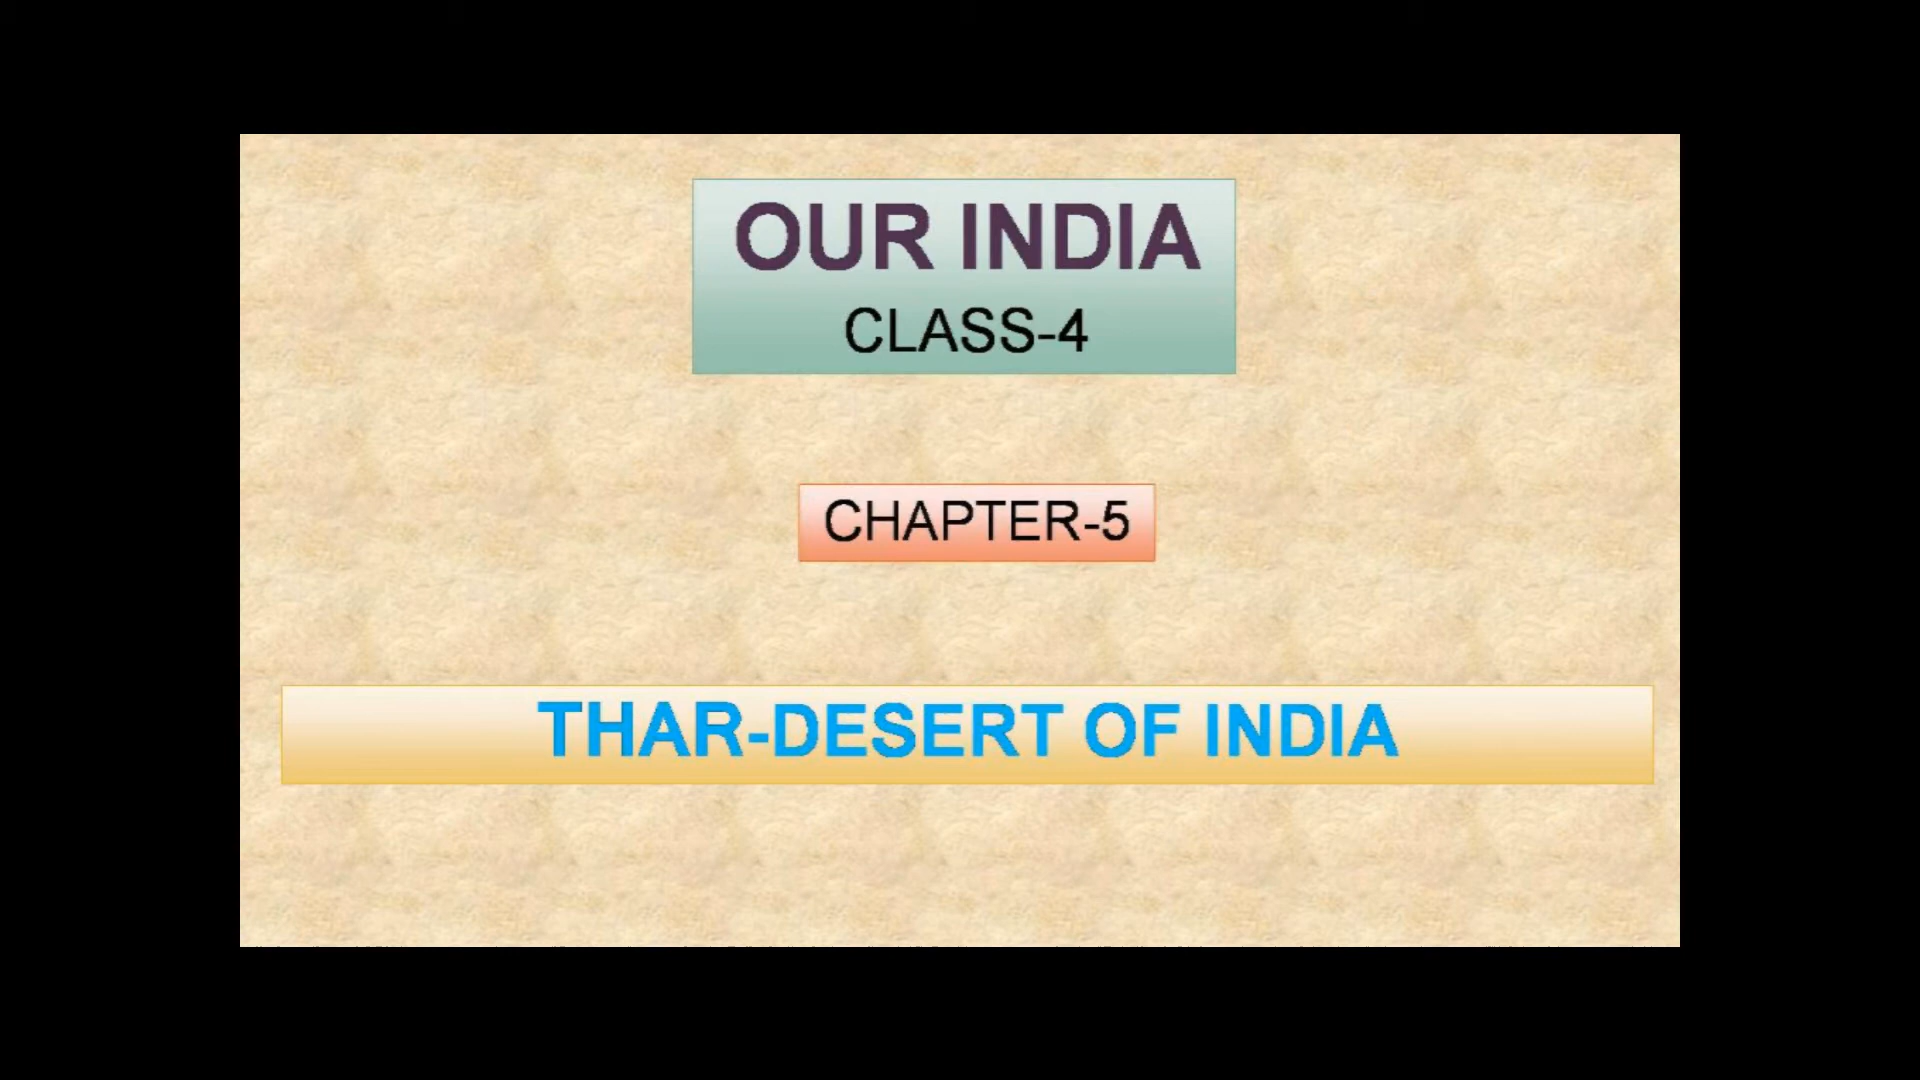 OUR INDIA
CLASS-4
CHAPTER-5
THAR-DESERT OF INDIA